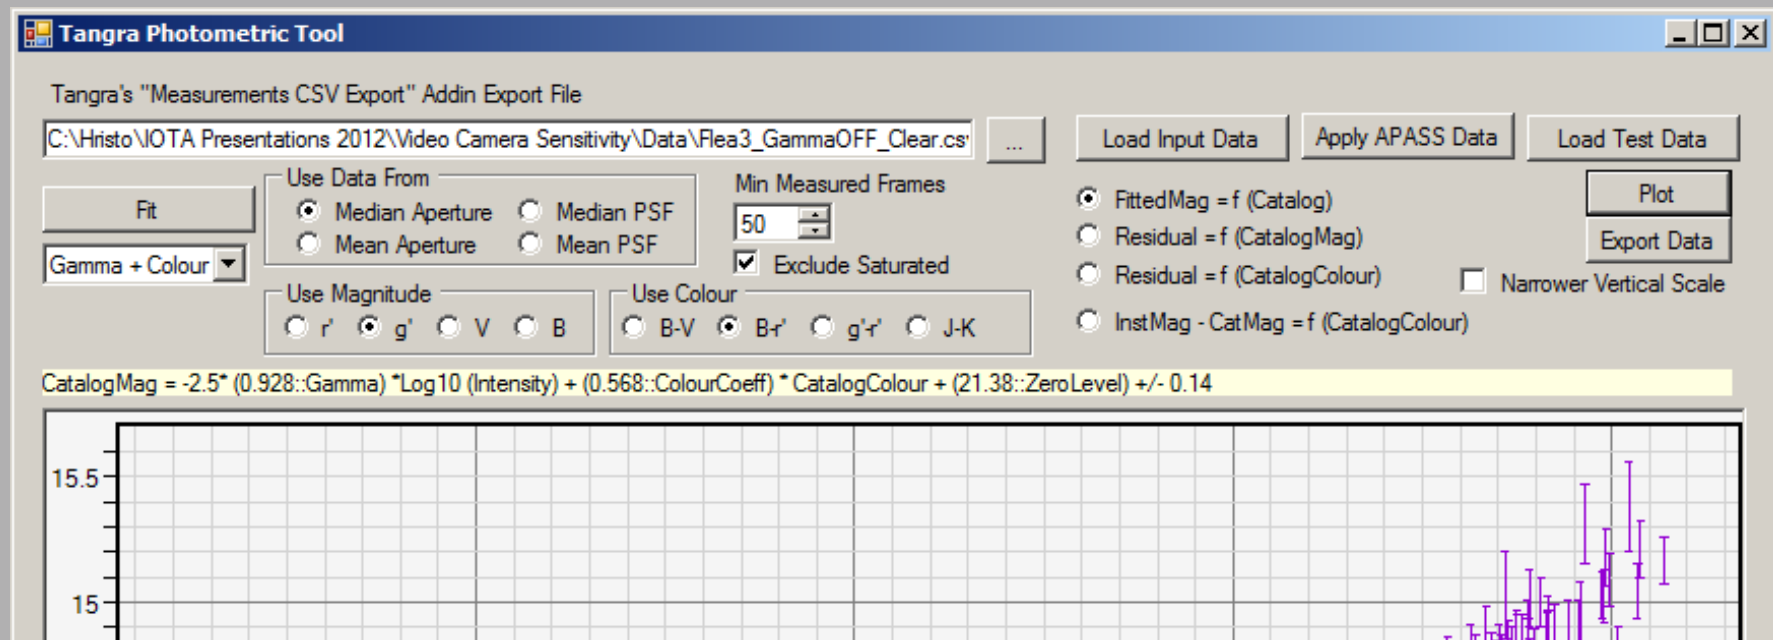 Tangra Photometric Tool
Tangra's "Measurements CSV Export" Addin Export File
C:\Hristo\IOTA Presentations 2012\Video Camera Sensitivity\Data\Flea3_GammaOFF_Clear.cs
...
Load Input Data
Apply APASS Data
Load Test Data
Fit
Gamma + Colour
Use Data From
Median Aperture
Median PSF
Mean Aperture
Mean PSF
Min Measured Frames
50
Exclude Saturated
FittedMag = f (Catalog)
Residual = f (CatalogMag)
Residual = f (CatalogColour)
InstMag - CatMag = f (CatalogColour)
Plot
Export Data
Narrower Vertical Scale
Use Magnitude
r' g' V B
Use Colour
B-V B-r' g'-r' J-K
CatalogMag = -2.5* (0.928::Gamma) *Log10 (Intensity) + (0.568::ColourCoeff) * CatalogColour + (21.38::ZeroLevel) +/- 0.14
15.5
15